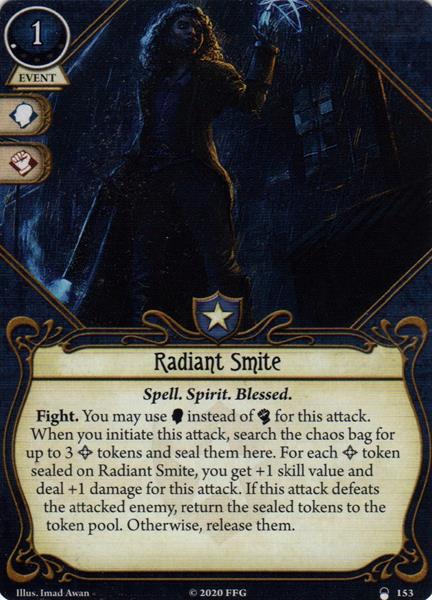 1
EVENT
Radiant Smite
Spell. Spirit. Blessed.
Fight. You may use instead of for this attack.
When you initiate this attack, search the chaos bag for
up to 3 tokens and seal them here. For each token
sealed on Radiant Smite, you get +1 skill value and
deal +1 damage for this attack. If this attack defeats
the attacked enemy, return the sealed tokens to the
token pool. Otherwise, release them.
Illus. Imad Awan © 2020 FFG 153